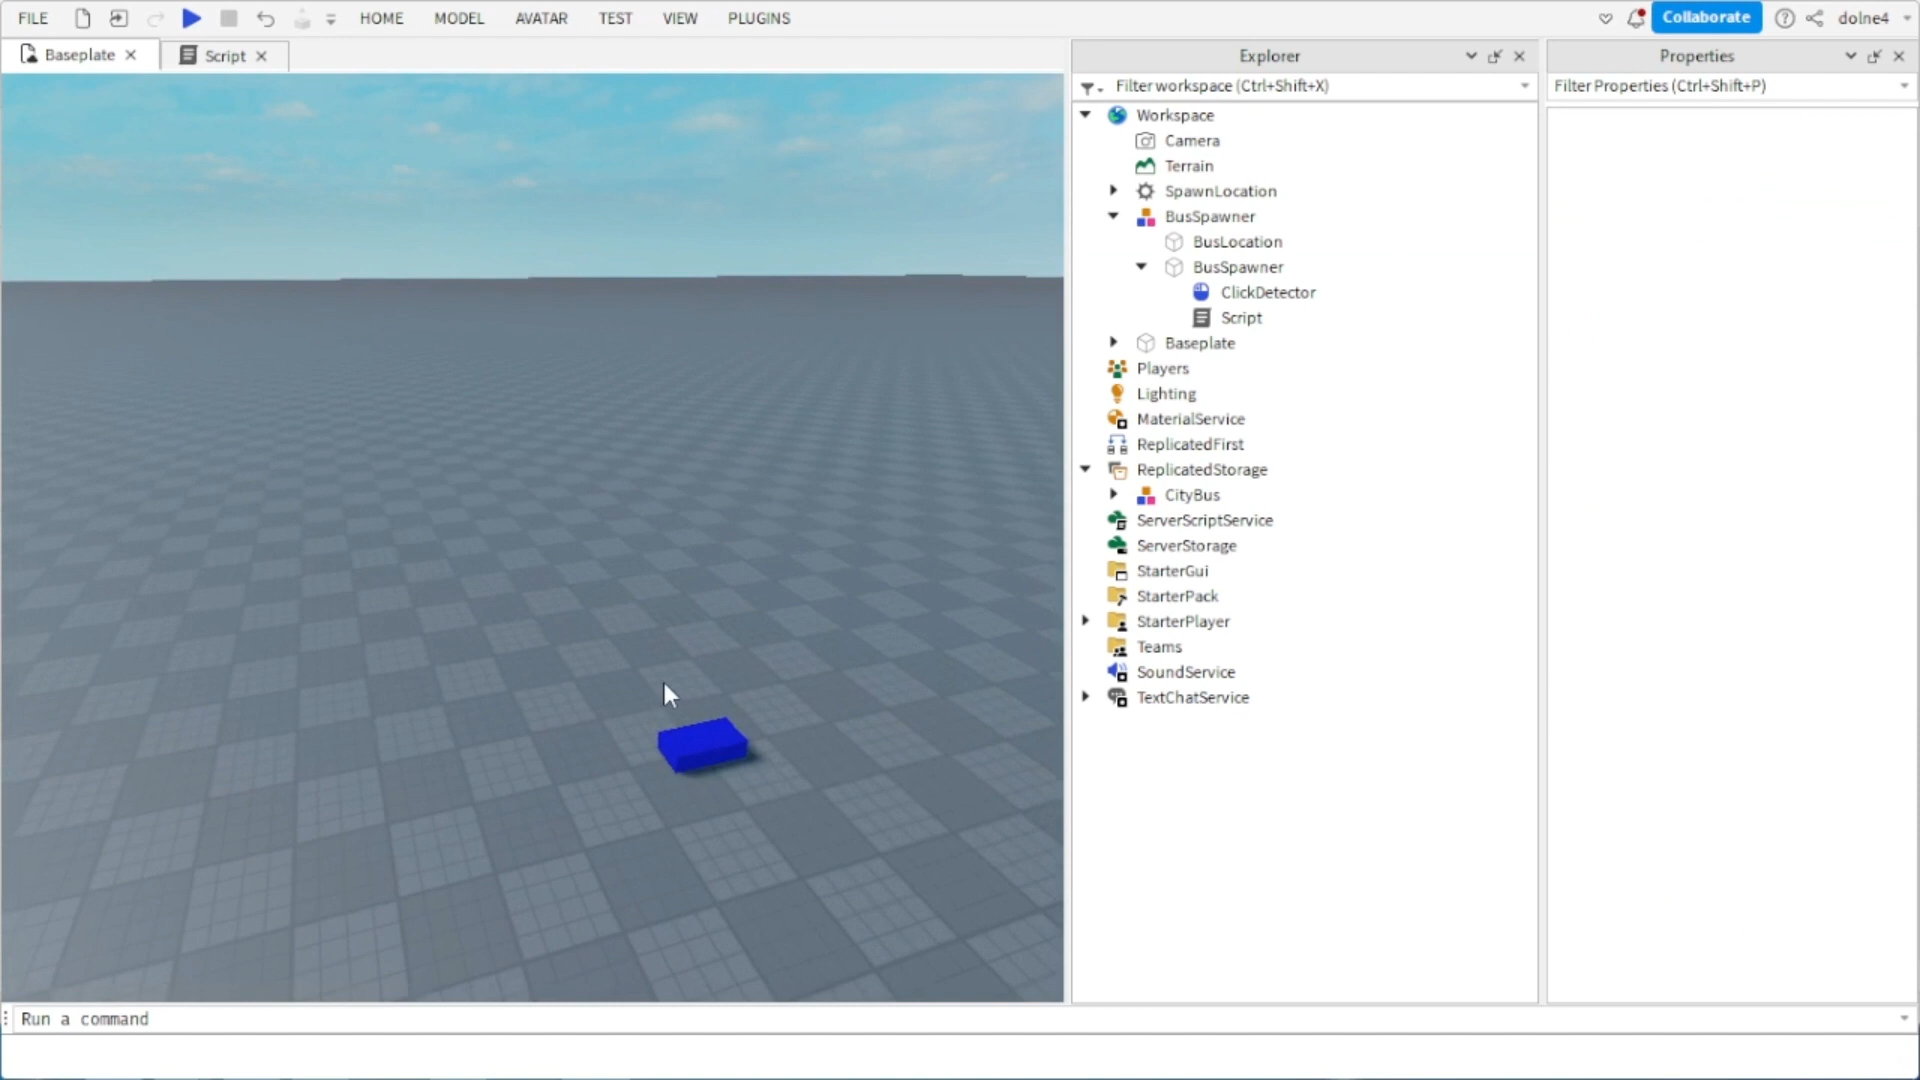 FILE
HOME
MODEL
AVATAR
TEST
VIEW
PLUGINS
Collaborate
dolne4
Baseplate
Script
Explorer
Filter workspace (Ctrl+Shift+X)
Workspace
Camera
Terrain
SpawnLocation
BusSpawner
BusLocation
BusSpawner
ClickDetector
Script
Baseplate
Players
Lighting
MaterialService
ReplicatedFirst
ReplicatedStorage
CityBus
ServerScriptService
ServerStorage
StarterGui
StarterPack
StarterPlayer
Teams
SoundService
TextChatService
Properties
Filter Properties (Ctrl+Shift+P)
Run a command